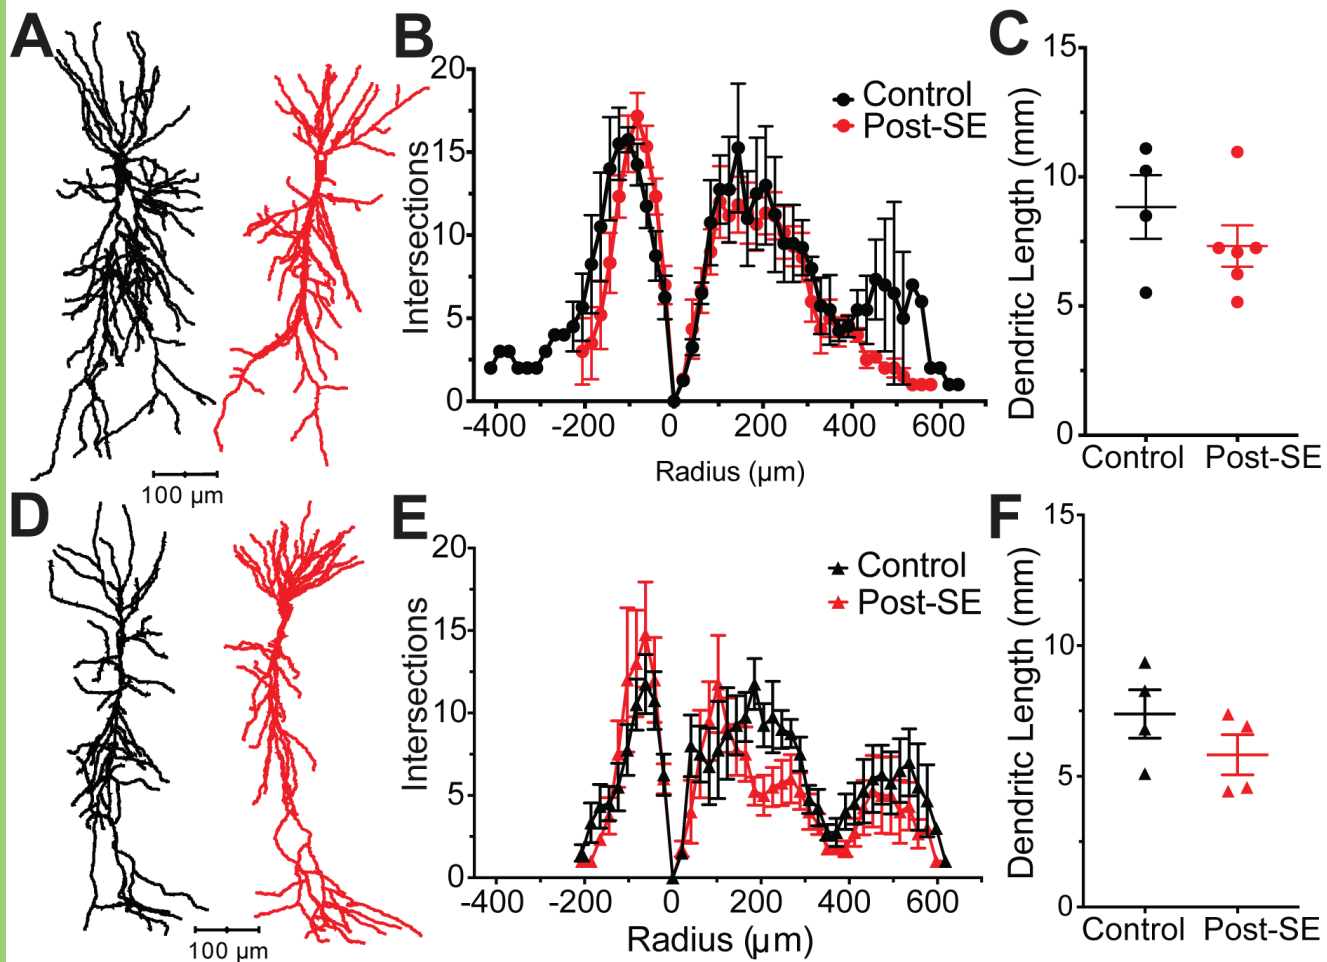 A
100 µm
B
20
15
10
5
0
Intersections
Control
Post-SE
-400 -200 0 200 400 600
Radius (µm)
C
15
10
5
0
Dendritic Length (mm)
Control Post-SE
D
100 µm
E
20
15
10
5
0
Intersections
Control
Post-SE
-400 -200 0 200 400 600
Radius (µm)
F
15
10
5
0
Dendritc Length (mm)
Control Post-SE